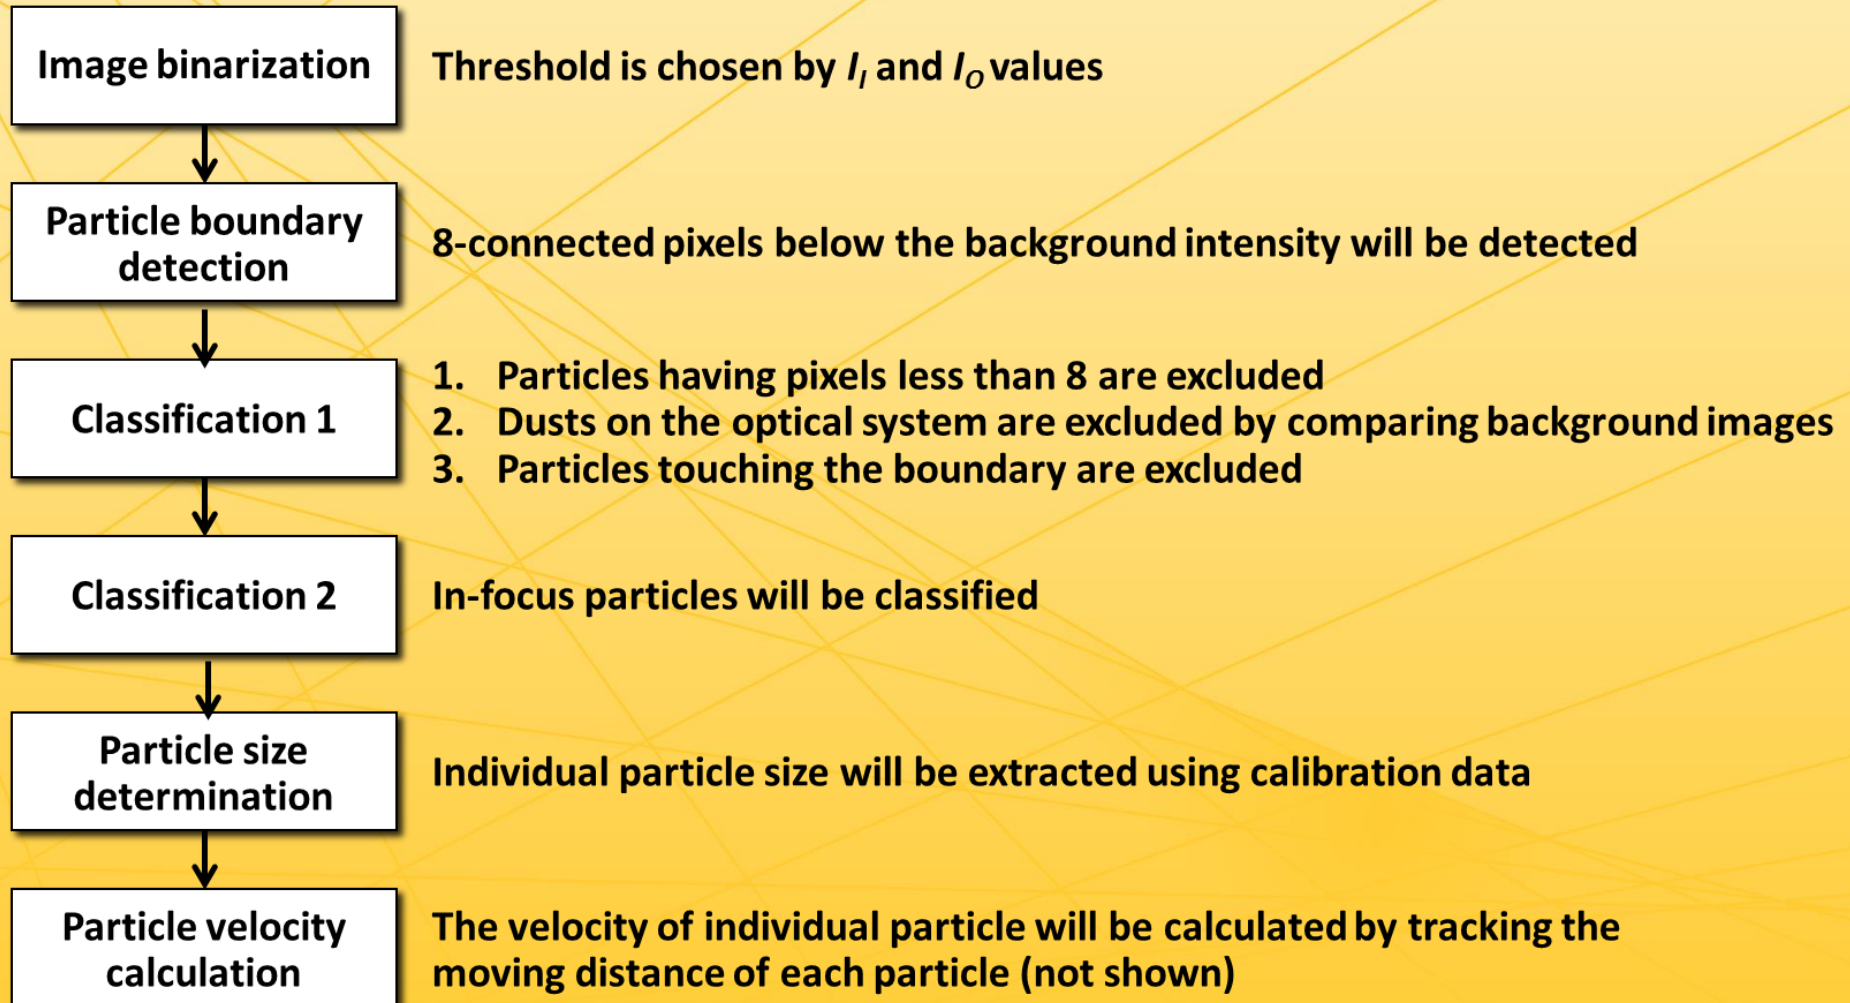 Image binarization
Threshold is chosen by I_I and I_O values
Particle boundary
detection
8-connected pixels below the background intensity will be detected
Classification 1
1. Particles having pixels less than 8 are excluded
2. Dusts on the optical system are excluded by comparing background images
3. Particles touching the boundary are excluded
Classification 2
In-focus particles will be classified
Particle size
determination
Individual particle size will be extracted using calibration data
Particle velocity
calculation
The velocity of individual particle will be calculated by tracking the
moving distance of each particle (not shown)